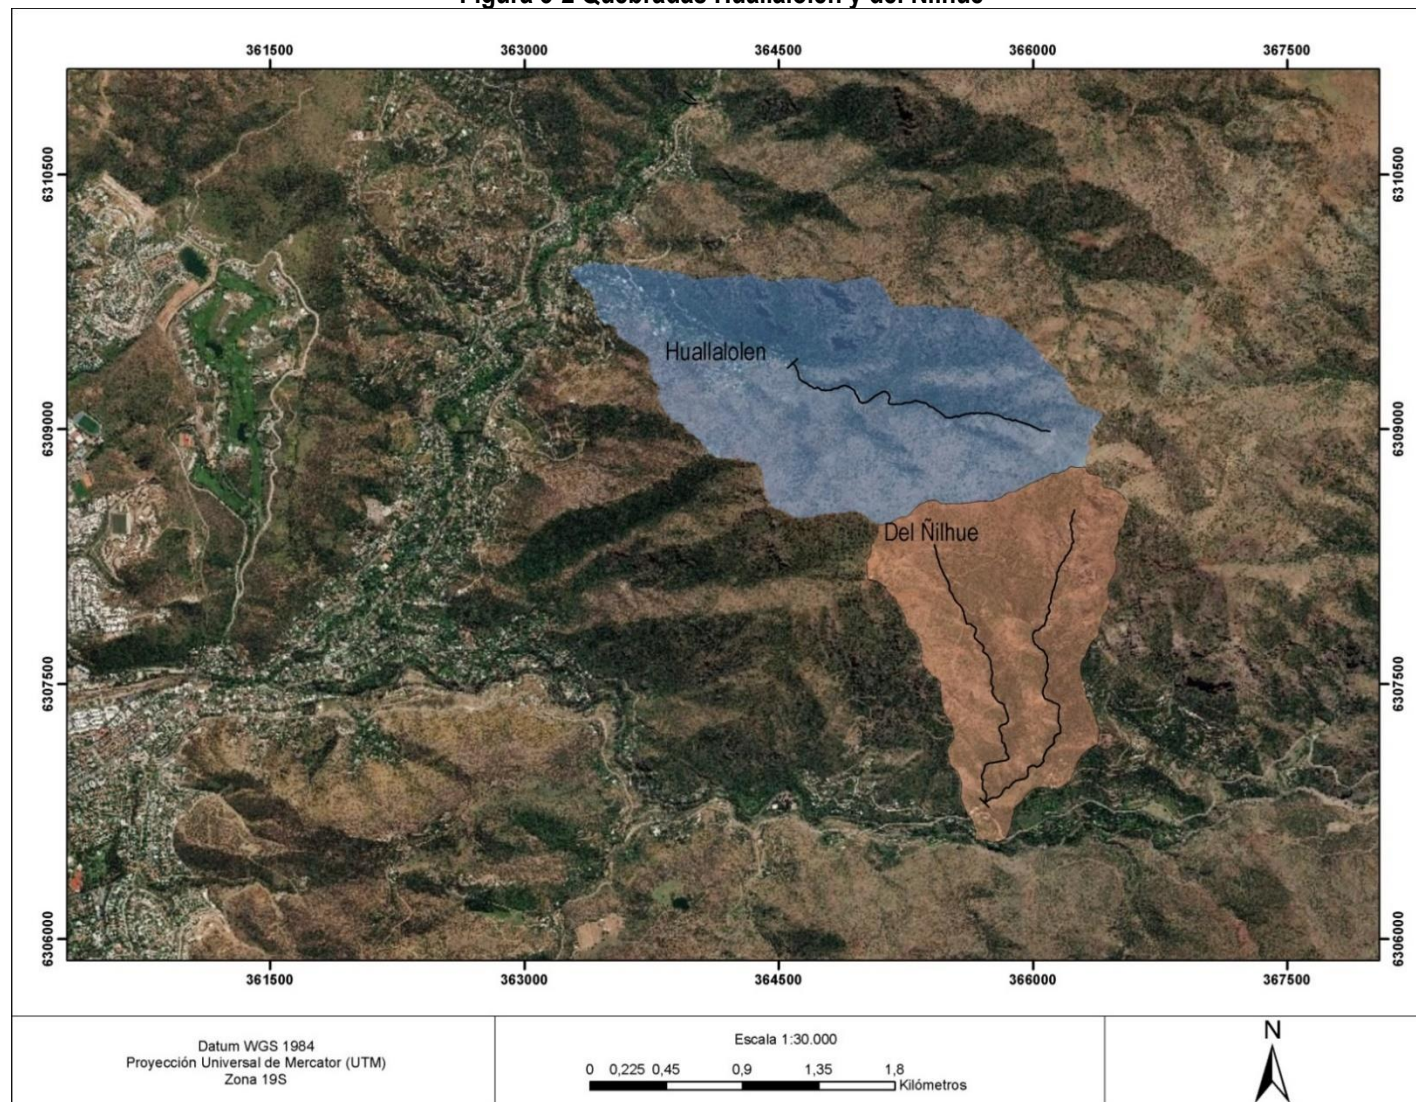 Figura 3-2 Quebradas Huallalolen y del Ñilhue
361500 363000 364500 366000 367500
6310500 6310500
Huallalolen
6309000 6309000
Del Ñilhue
6307500 6307500
6306000 6306000
361500 363000 364500 366000 367500
Datum WGS 1984
Proyección Universal de Mercator (UTM)
Zona 19S
Escala 1:30.000
0 0,225 0,45 0,9 1,35 1,8
Kilómetros
N